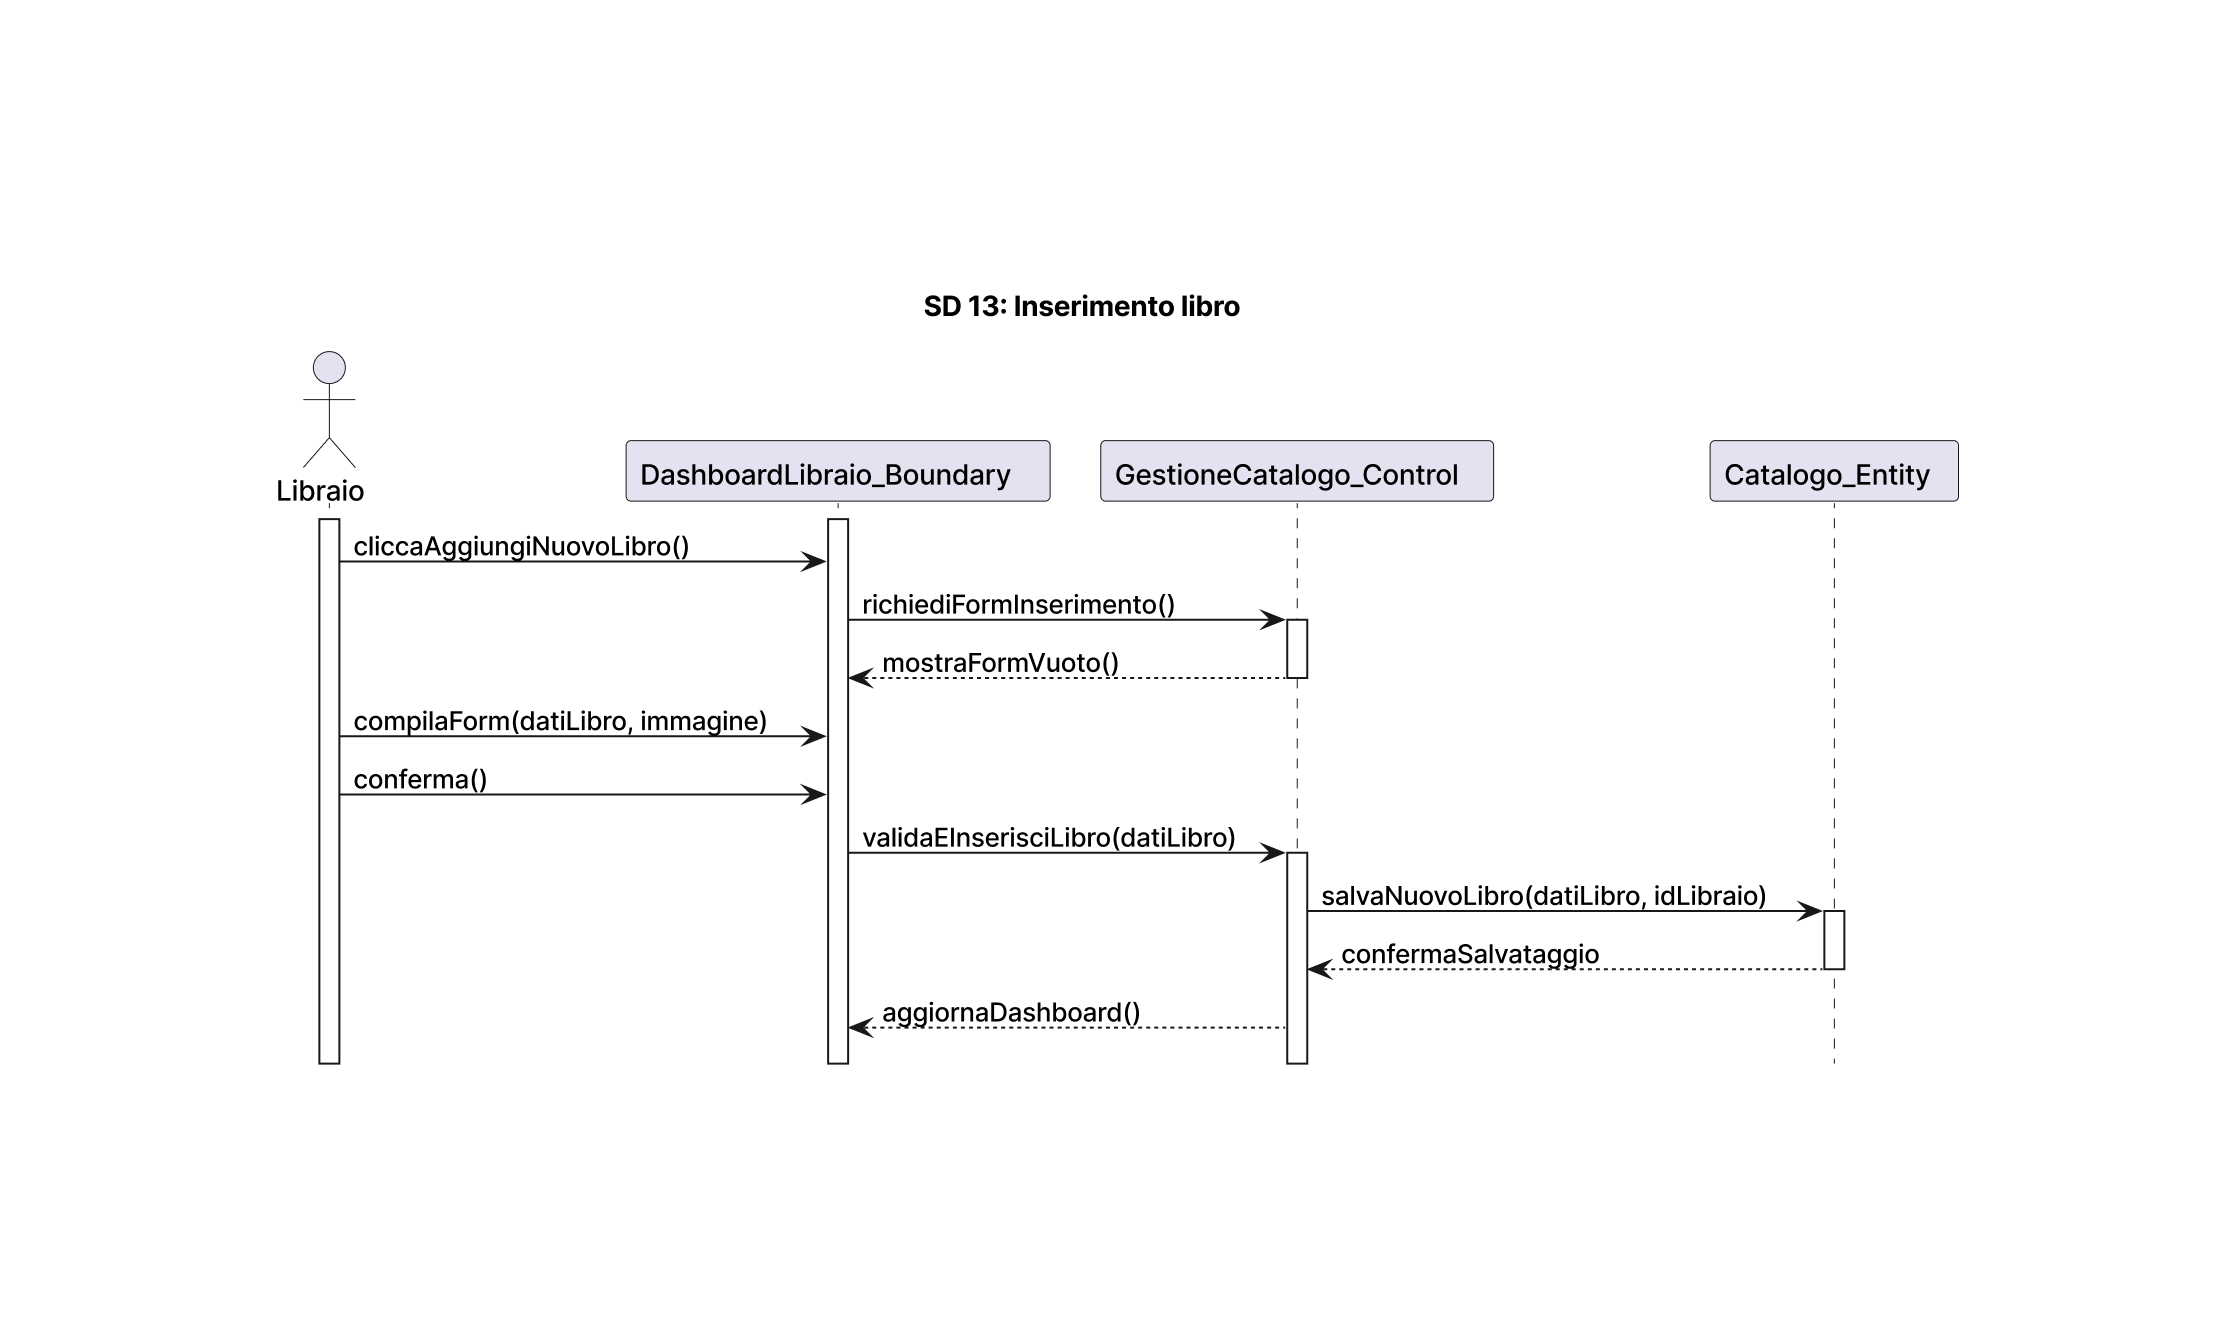 SD 13: Inserimento libro
Libraio
DashboardLibraio_Boundary
GestioneCatalogo_Control
Catalogo_Entity
cliccaAggiungiNuovoLibro()
richiediFormInserimento()
mostraFormVuoto()
compilaForm(datiLibro, immagine)
conferma()
validaEInserisciLibro(datiLibro)
salvaNuovoLibro(datiLibro, idLibraio)
confermaSalvataggio
aggiornaDashboard()